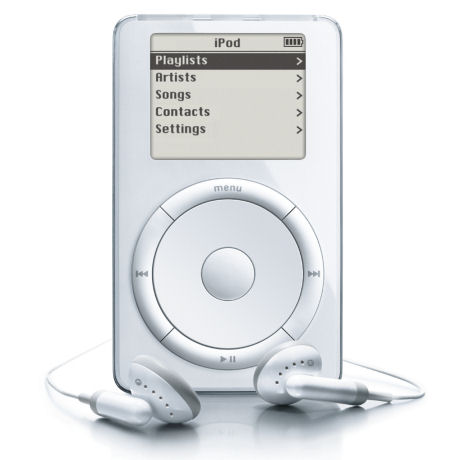 iPod
Playlists >
Artists >
Songs >
Contacts >
Settings >
menu